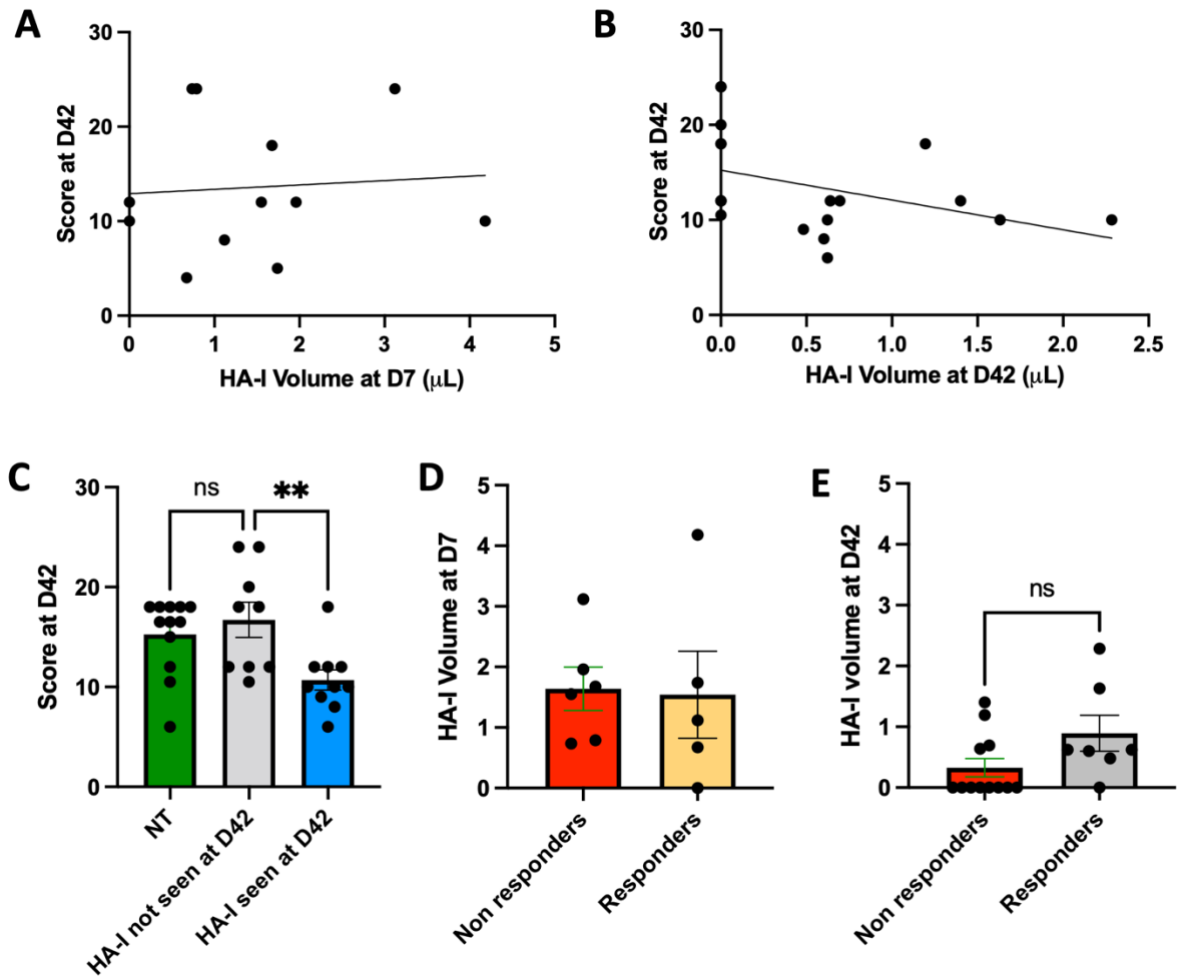 A
30
20
10
0
Score at D42
0 1 2 3 4 5
HA-I Volume at D7 (μL)
B
30
20
10
0
Score at D42
0.0 0.5 1.0 1.5 2.0 2.5
HA-I Volume at D42 (μL)
C
30
20
10
0
Score at D42
ns
**
NT
HA-I not seen at D42
HA-I seen at D42
D
5
4
3
2
1
0
HA-I Volume at D7
Non responders
Responders
E
5
4
3
2
1
0
HA-I volume at D42
ns
Non responders
Responders